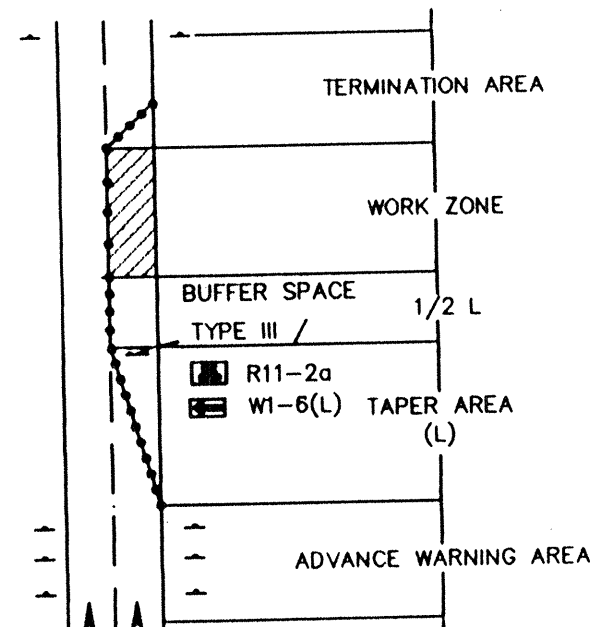 TERMINATION AREA
WORK ZONE
BUFFER SPACE
1/2 L
TYPE III
R11-2a
W1-6(L)
TAPER AREA
(L)
ADVANCE WARNING AREA